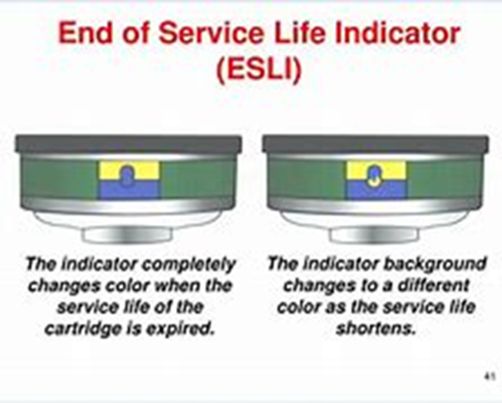 End of Service Life Indicator
(ESLI)
The indicator completely
changes color when the
service life of the
cartridge is expired.
The indicator background
changes to a different
color as the service life
shortens.
41